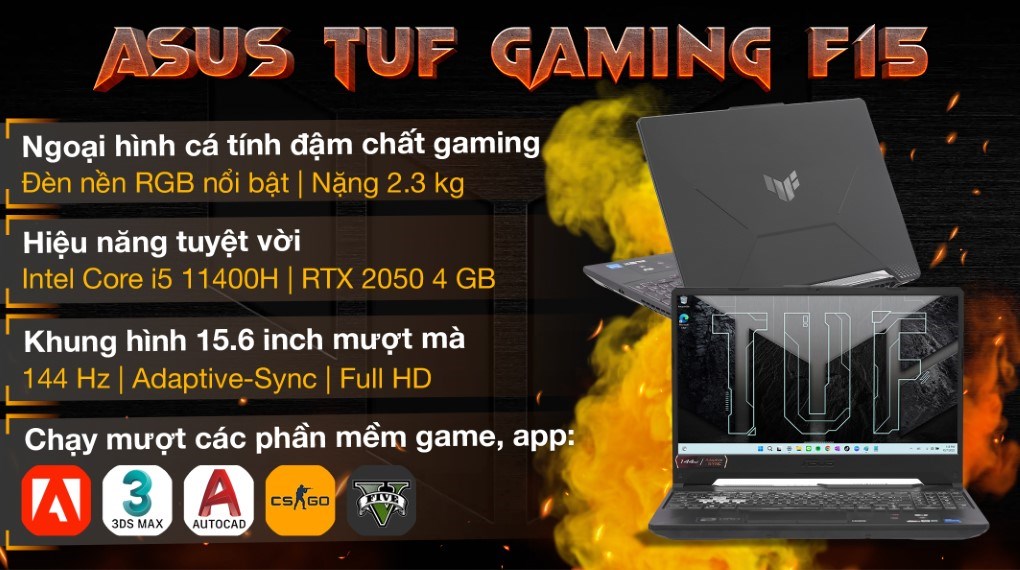 ASUS TUF GAMING F15
Ngoại hình cá tính đậm chất gaming
Đèn nền RGB nổi bật | Nặng 2.3 kg
Hiệu năng tuyệt vời
Intel Core i5 11400H | RTX 2050 4 GB
Khung hình 15.6 inch mượt mà
144 Hz | Adaptive-Sync | Full HD
Chạy mượt các phần mềm game, app:
3
3DS MAX
A
AUTOCAD
CS GO
V
FIVE
TUF
ASUS